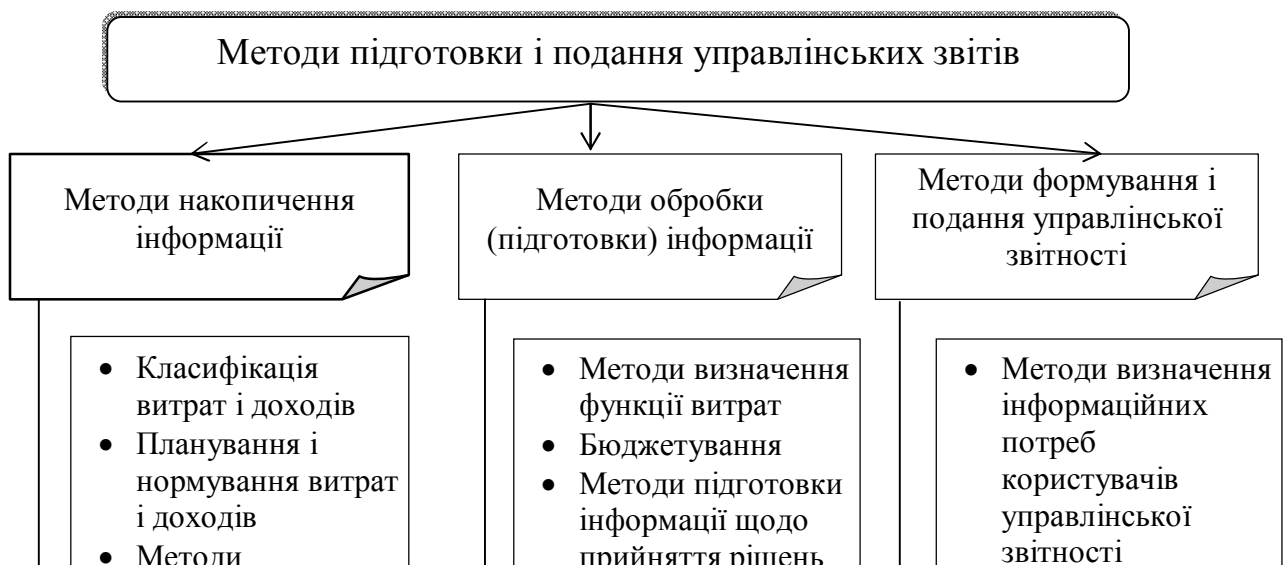 Методи підготовки і подання управлінських звітів
Методи накопичення
інформації
Методи обробки
(підготовки) інформації
Методи формування і
подання управлінської
звітності
• Класифікація
витрат і доходів
• Планування і
нормування витрат
і доходів
• Методи
• Методи визначення
функції витрат
• Бюджетування
• Методи підготовки
інформації щодо
прийняття рішень
• Методи визначення
інформаційних
потреб
користувачів
управлінської
звітності